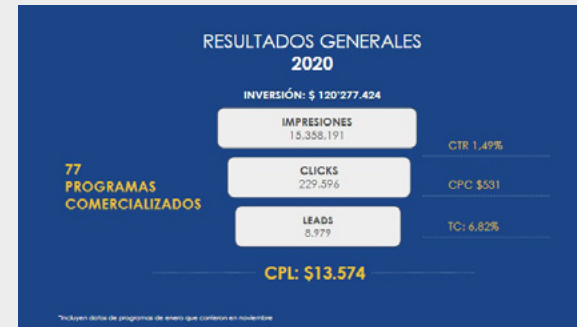 RESULTADOS GENERALES
2020
INVERSIÓN: $ 120'277.424
IMPRESIONES
15,358,191
CTR 1,49%
77
PROGRAMAS
COMERCIALIZADOS
CLICKS
229.596
CPC $531
LEADS
8.979
TC: 6,82%
CPL: $13.574
*Incluyen datos de programas de enero que corrieron en noviembre